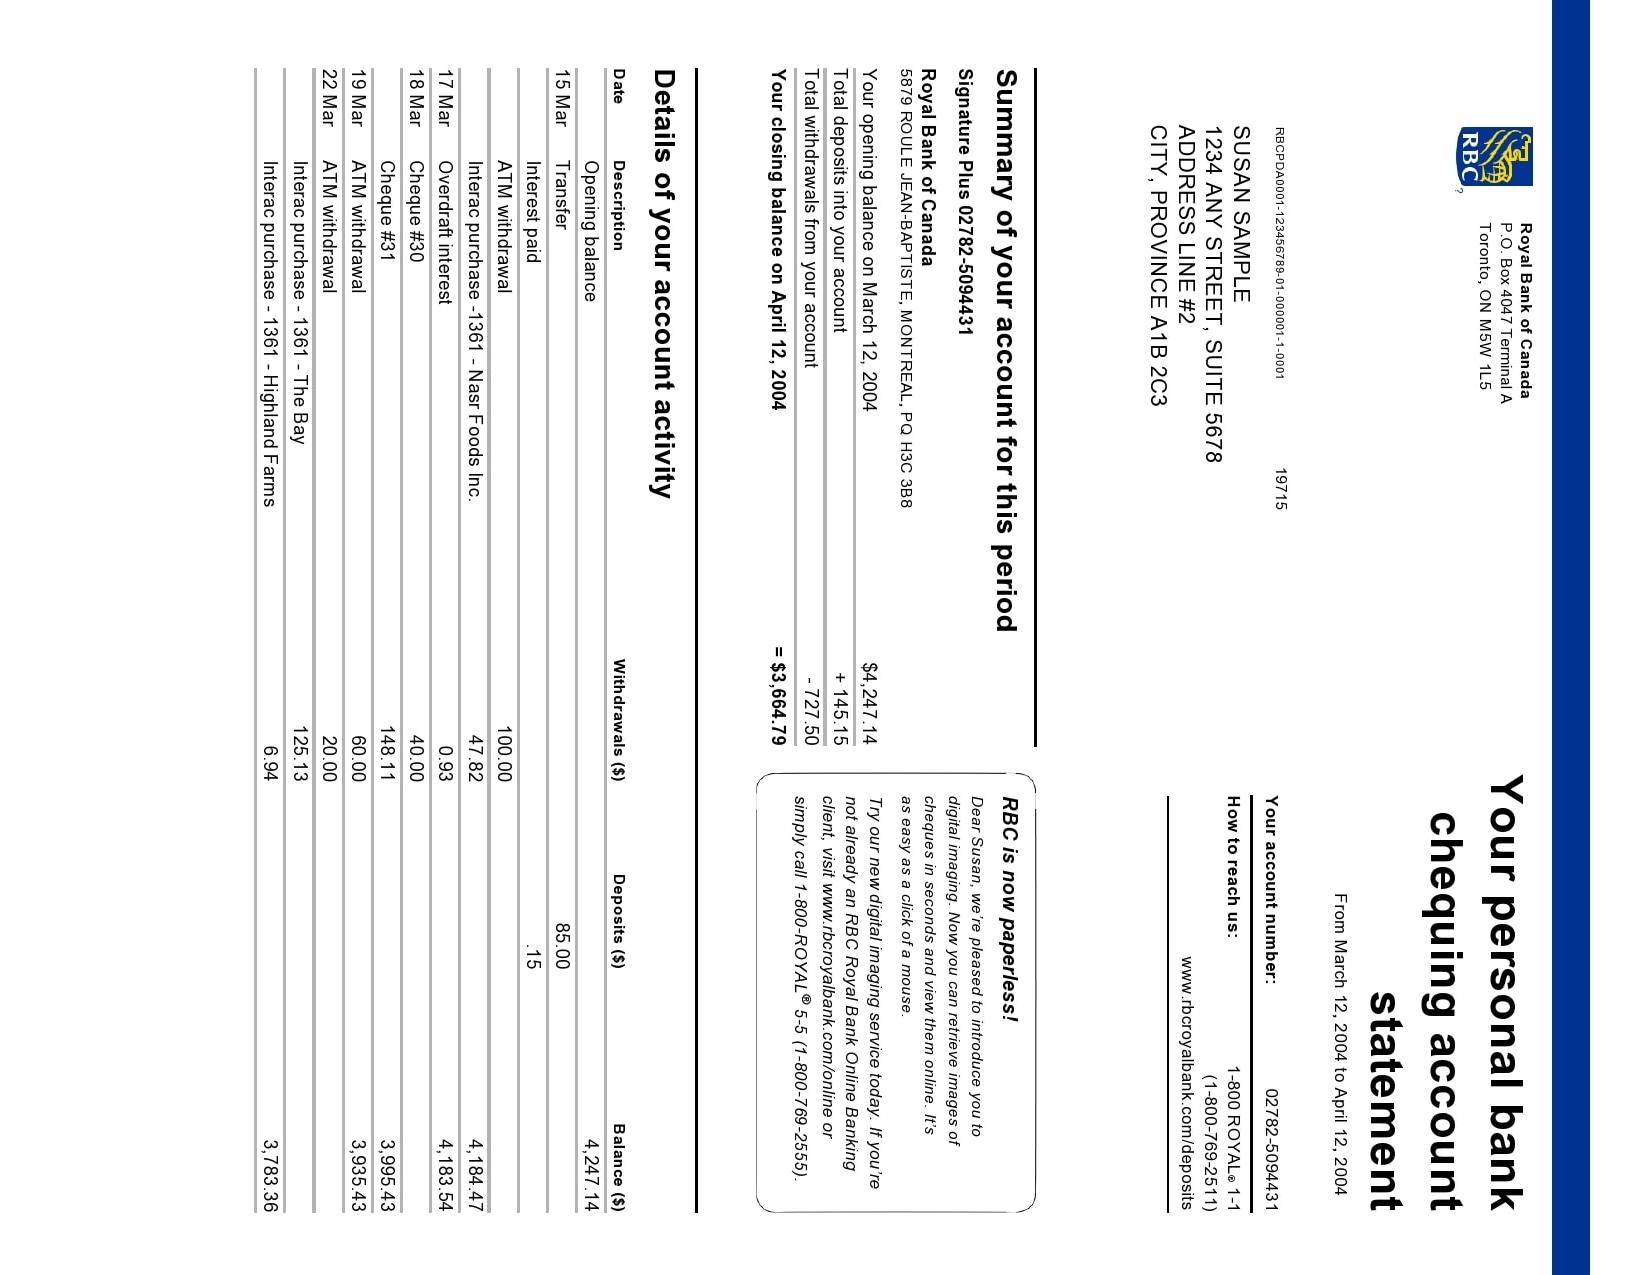 RBC
?
Royal Bank of Canada
P.O. Box 4047 Terminal A
Toronto, ON M5W 1L5
Your personal bank
chequing account
statement
From March 12, 2004 to April 12, 2004
RBCPDA0001-123456789-01-000001-1-0001 19715
SUSAN SAMPLE
1234 ANY STREET, SUITE 5678
ADDRESS LINE #2
CITY, PROVINCE A1B 2C3
Your account number: 02782-5094431
How to reach us: 1-800 ROYAL® 1-1
(1-800-769-2511)
www.rbcroyalbank.com/deposits
Summary of your account for this period
Signature Plus 02782-5094431
Royal Bank of Canada
5879 ROULE JEAN-BAPTISTE, MONTREAL, PQ H3C 3B8
Your opening balance on March 12, 2004 $4,247.14
Total deposits into your account + 145.15
Total withdrawals from your account - 727.50
Your closing balance on April 12, 2004 = $3,664.79
RBC is now paperless!
Dear Susan, we're pleased to introduce you to
digital imaging. Now you can retrieve images of
cheques in seconds and view them online. It's
as easy as a click of a mouse.
Try our new digital imaging service today. If you're
not already an RBC Royal Bank Online Banking
client, visit www.rbcroyalbank.com/online or
simply call 1-800-ROYAL® 5-5 (1-800-769-2555).
Details of your account activity
Date Description Withdrawals ($) Deposits ($) Balance ($)
Opening balance 4,247.14
15 Mar Transfer 85.00
Interest paid .15
ATM withdrawal 100.00
Interac purchase -1361 - Nasr Foods Inc. 47.82 4,184.47
17 Mar Overdraft interest 0.93 4,183.54
18 Mar Cheque #30 40.00
Cheque #31 148.11 3,995.43
19 Mar ATM withdrawal 60.00 3,935.43
22 Mar ATM withdrawal 20.00
Interac purchase - 1361 - The Bay 125.13
Interac purchase - 1361 - Highland Farms 6.94 3,783.36